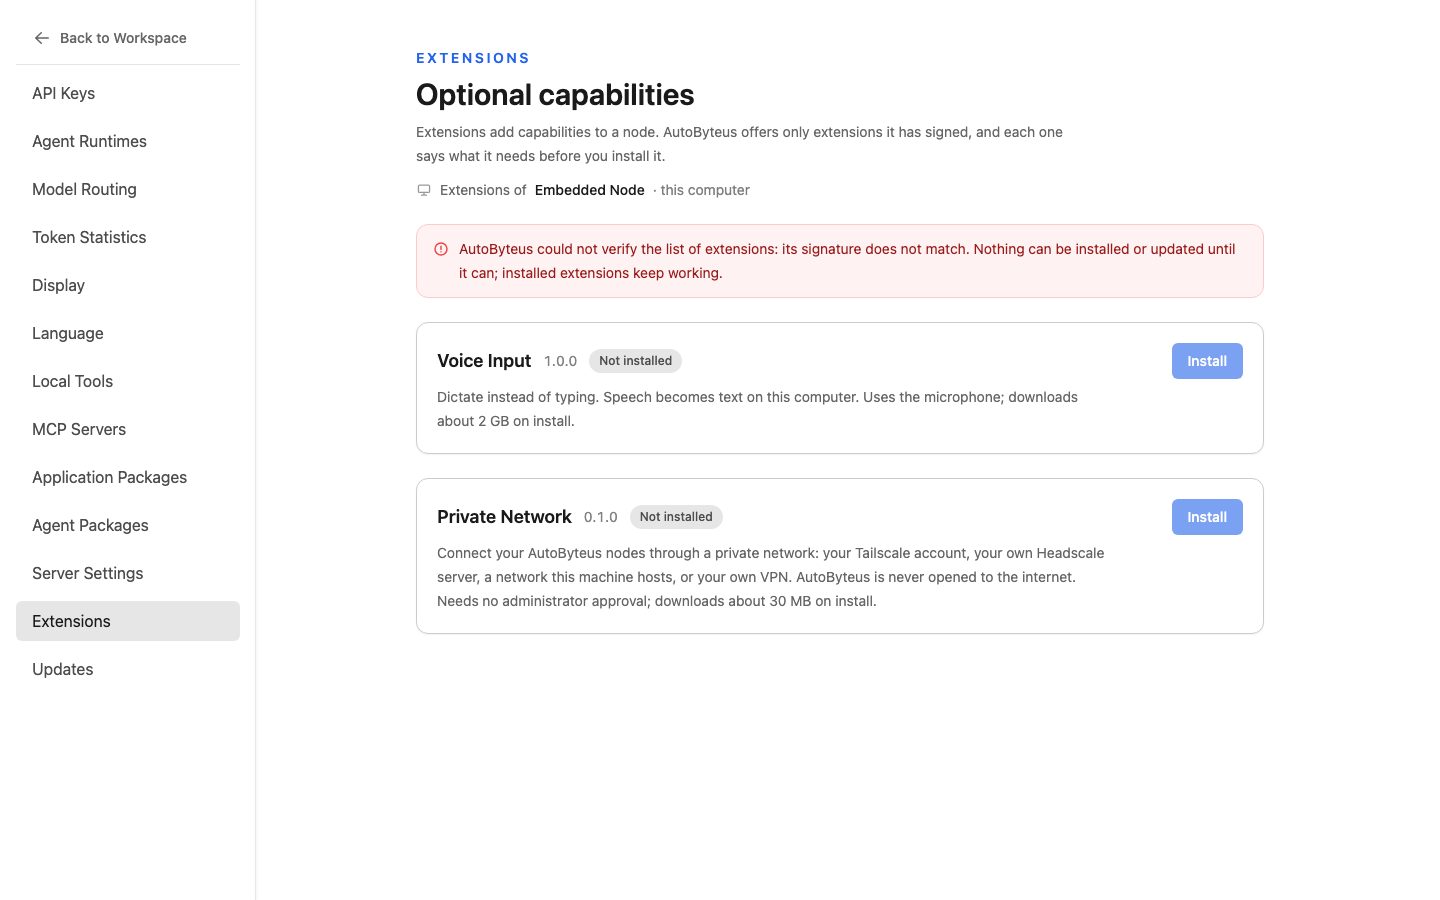 Back to Workspace
API Keys
Agent Runtimes
Model Routing
Token Statistics
Display
Language
Local Tools
MCP Servers
Application Packages
Agent Packages
Server Settings
Extensions
Updates
EXTENSIONS
Optional capabilities
Extensions add capabilities to a node. AutoByteus offers only extensions it has signed, and each one
says what it needs before you install it.
Extensions of Embedded Node · this computer
AutoByteus could not verify the list of extensions: its signature does not match. Nothing can be installed or updated until
it can; installed extensions keep working.
Voice Input 1.0.0 Not installed Install
Dictate instead of typing. Speech becomes text on this computer. Uses the microphone; downloads
about 2 GB on install.
Private Network 0.1.0 Not installed Install
Connect your AutoByteus nodes through a private network: your Tailscale account, your own Headscale
server, a network this machine hosts, or your own VPN. AutoByteus is never opened to the internet.
Needs no administrator approval; downloads about 30 MB on install.